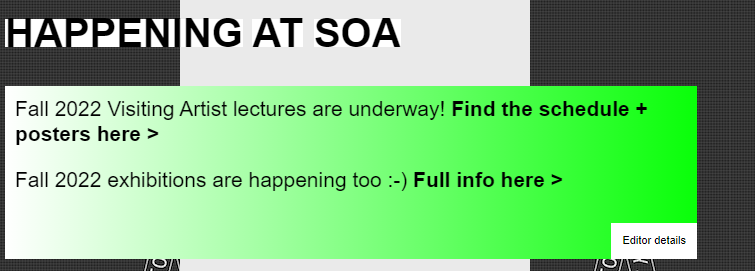 HAPPENING AT SOA
Fall 2022 Visiting Artist lectures are underway! Find the schedule +
posters here >
Fall 2022 exhibitions are happening too :-) Full info here >
Editor details